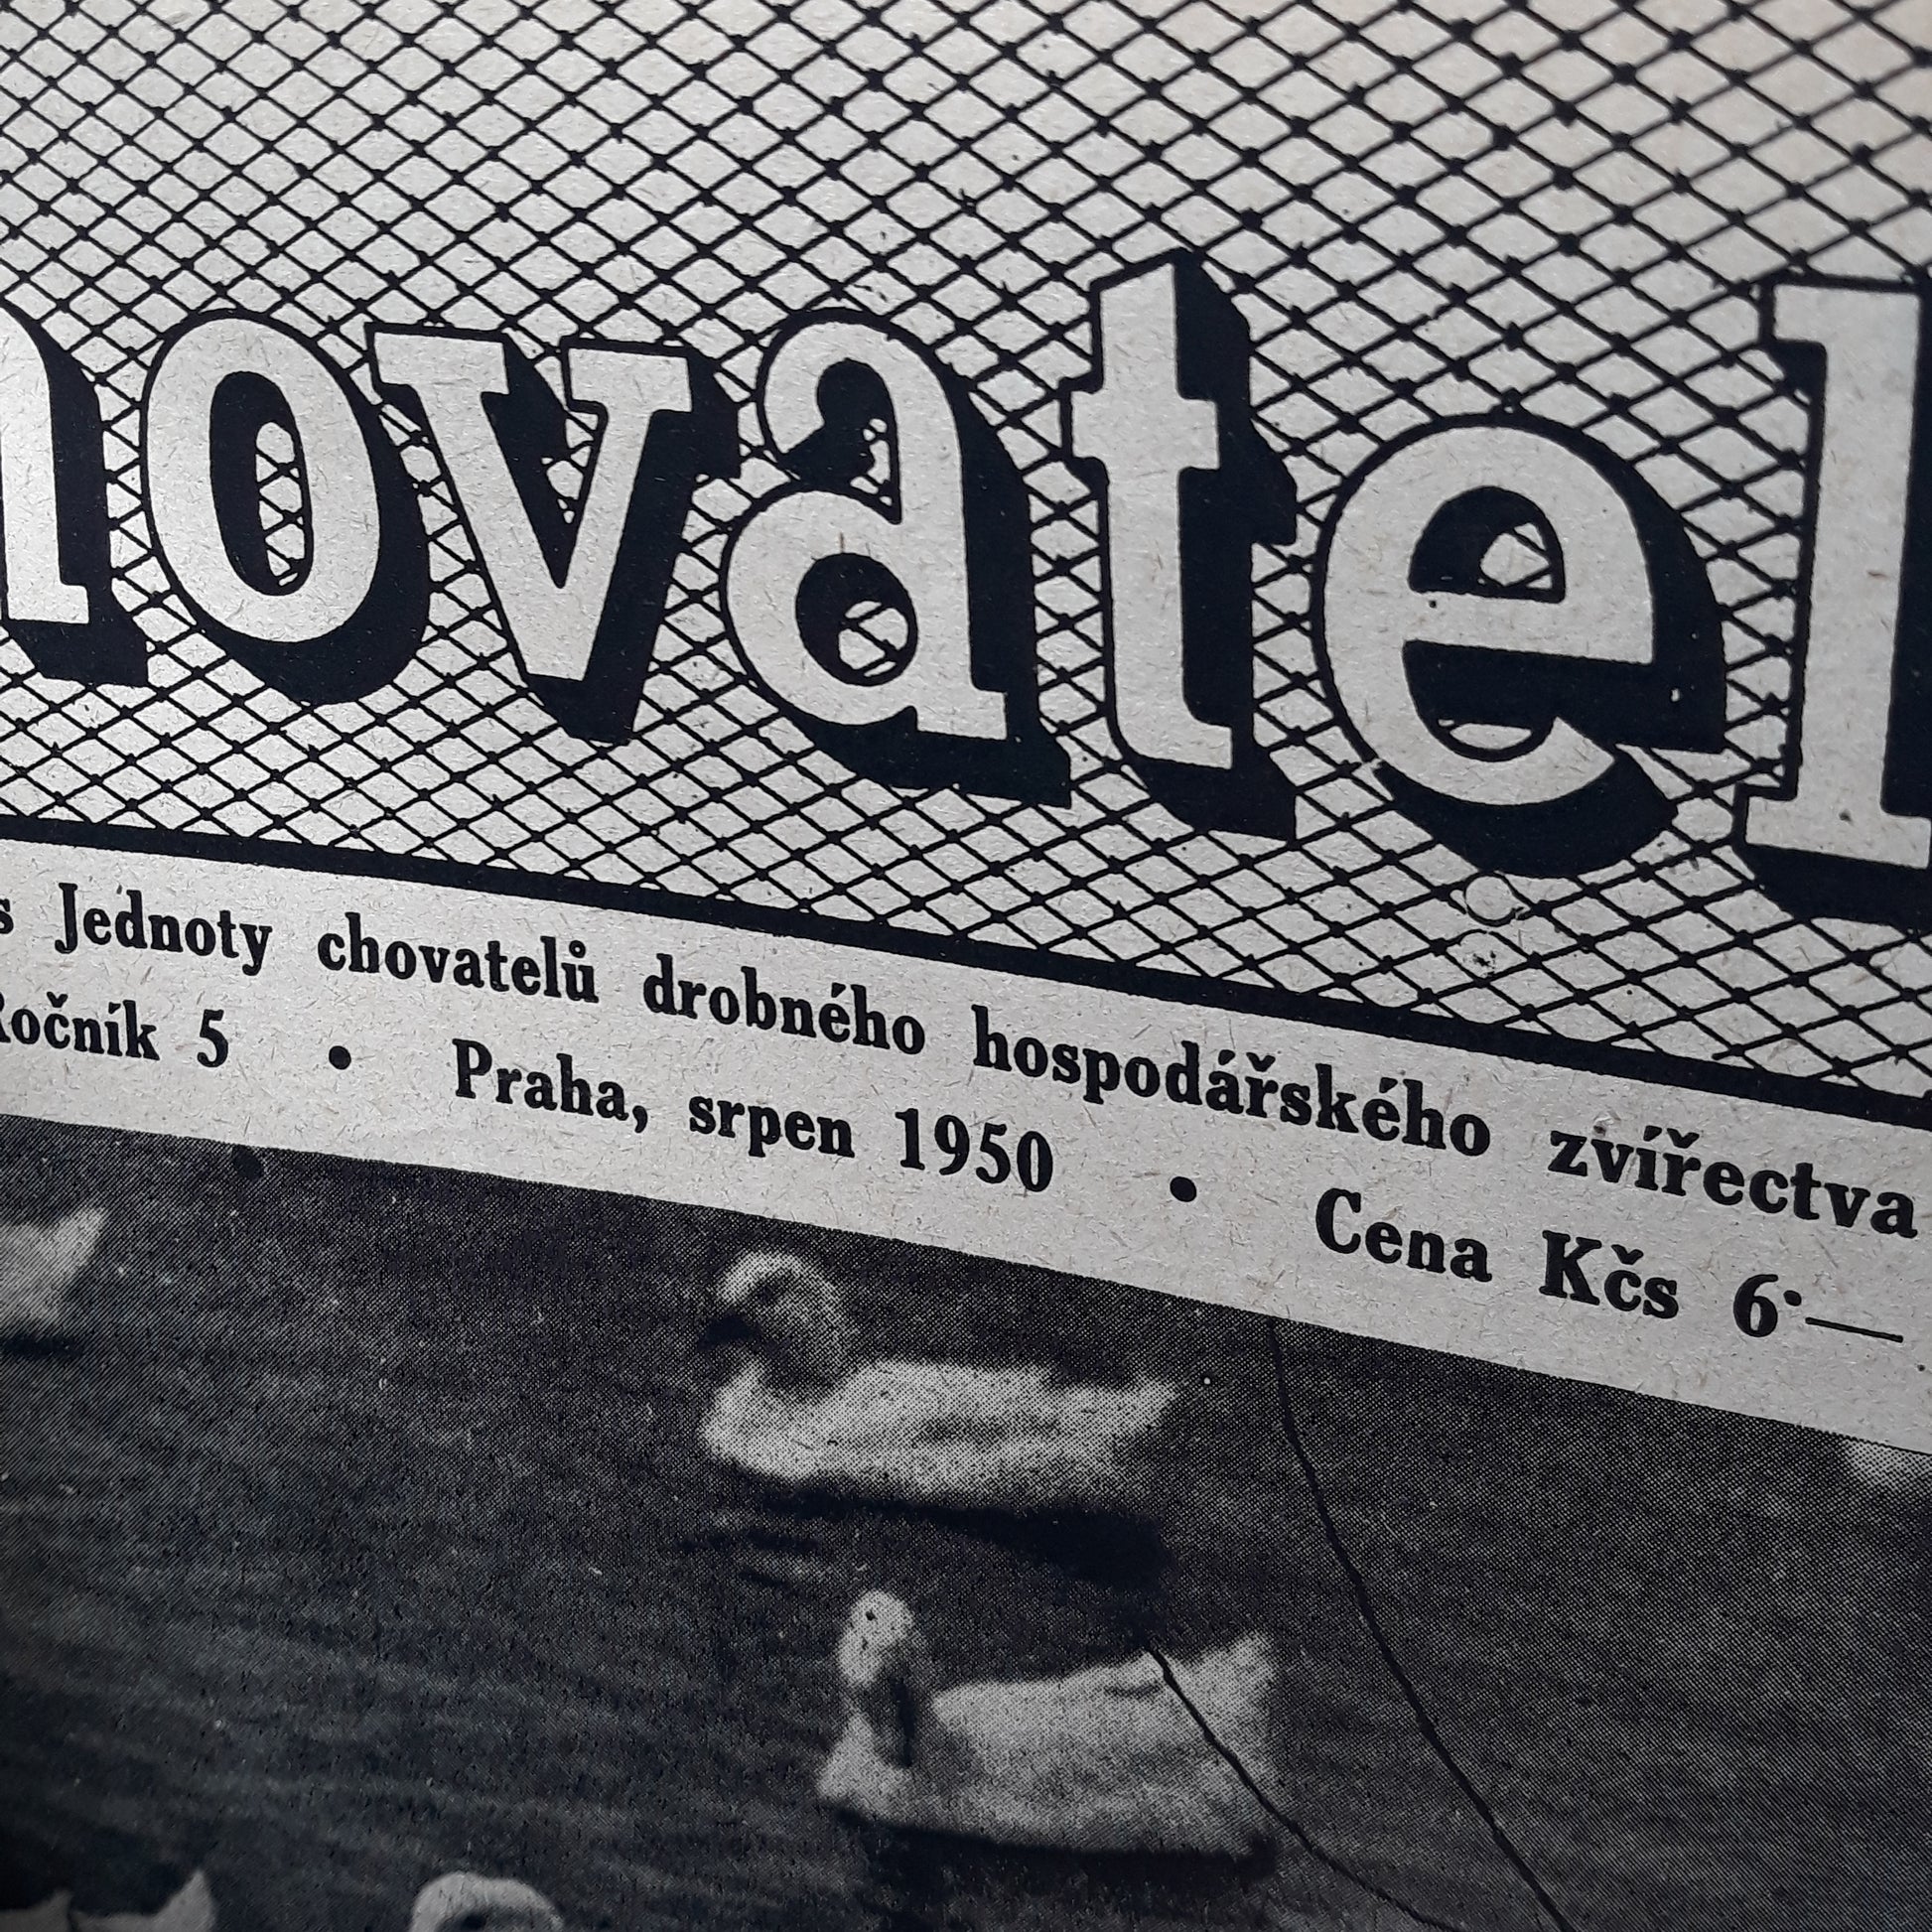 hovatel
s Jednoty chovatelů drobného hospodářského zvířectva
Ročník 5 • Praha, srpen 1950 • Cena Kčs 6·—